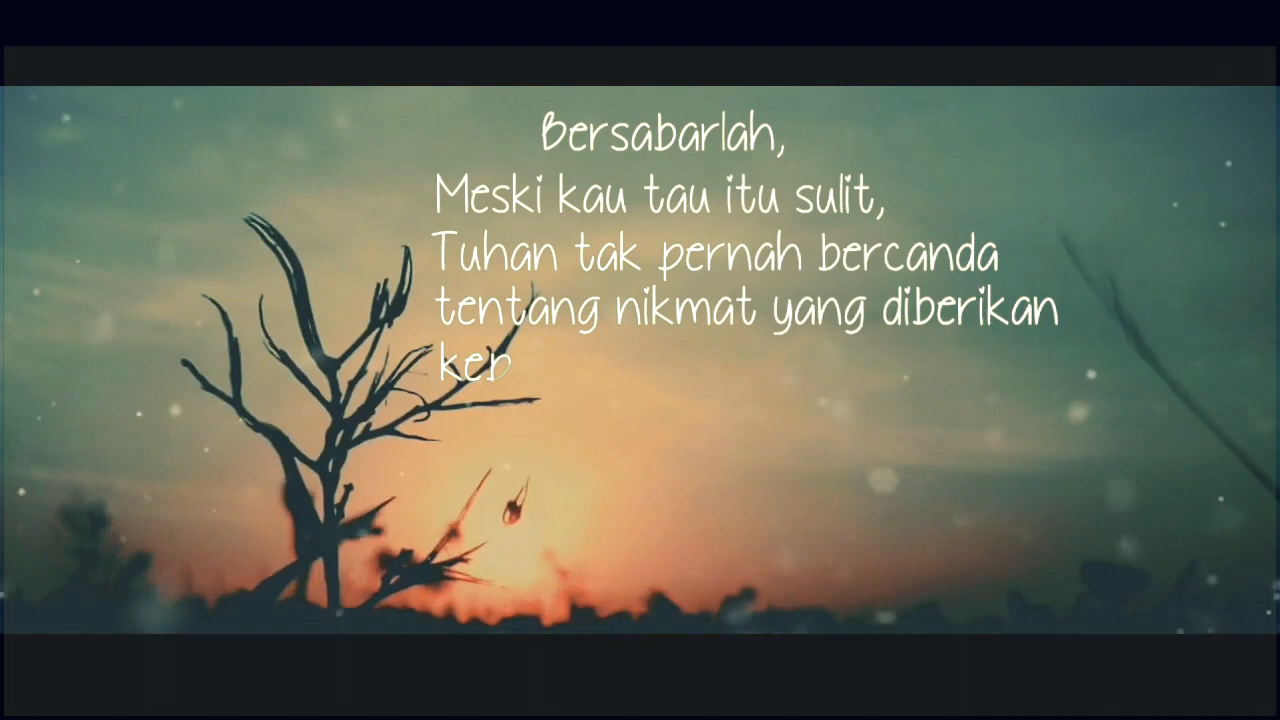 Bersabarlah,
Meski kau tau itu sulit,
Tuhan tak pernah bercanda
tentang nikmat yang diberikan